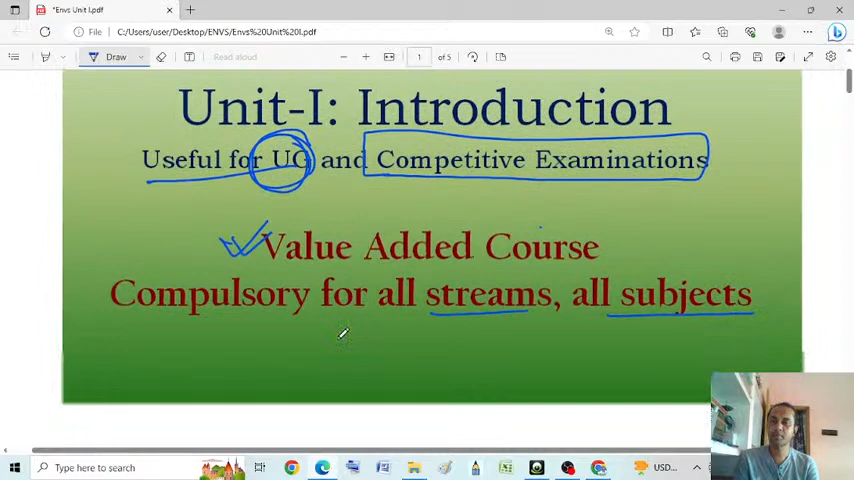 *Envs Unit I.pdf
File
C:/Users/user/Desktop/ENVS/Envs%20Unit%20I.pdf
Draw
Read aloud
1
of 5
Unit-I: Introduction
Useful for UG and Competitive Examinations
Value Added Course
Compulsory for all streams, all subjects
Type here to search
USD...